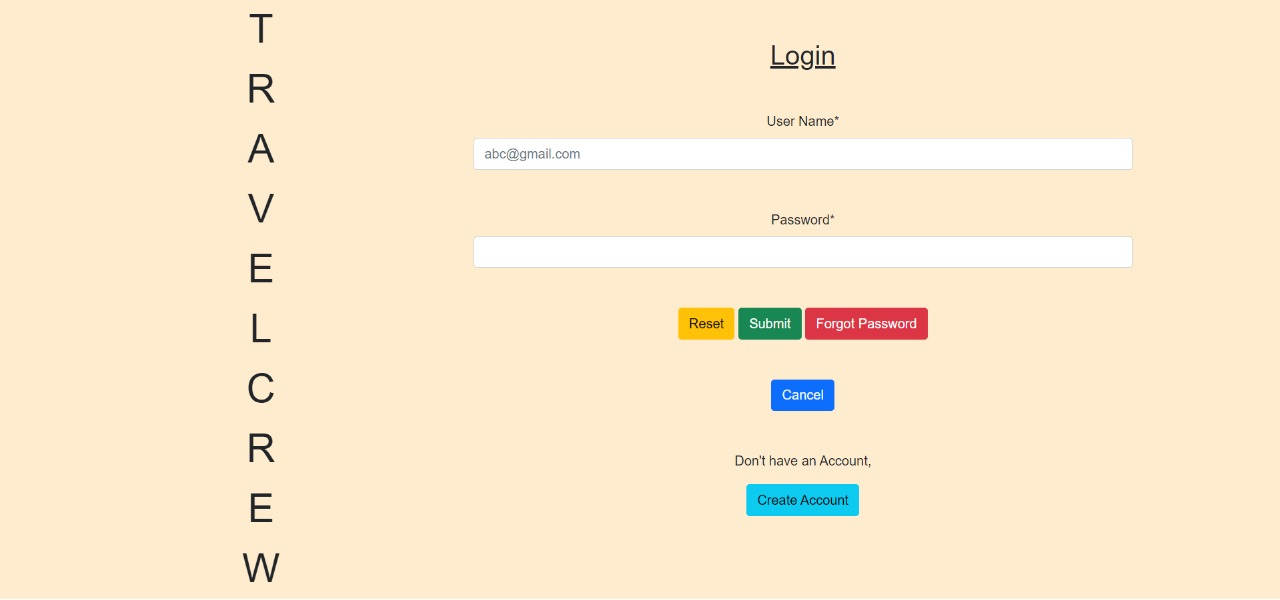 T
R
A
V
E
L
C
R
E
W
Login
User Name*
abc@gmail.com
Password*
Reset Submit Forgot Password
Cancel
Don't have an Account,
Create Account